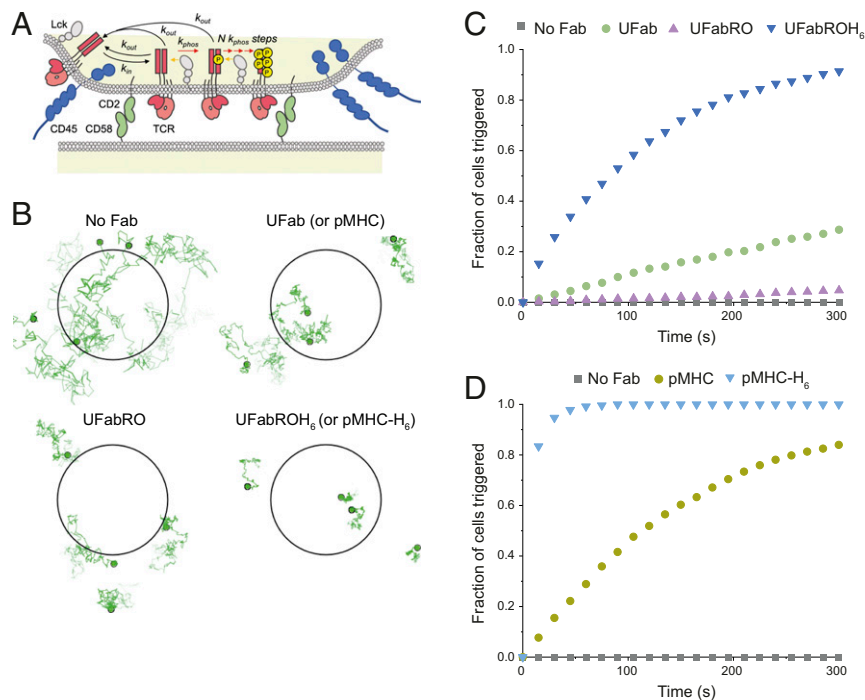 A
Lck
k_out
k_out
k_in
k_phos
N k_phos steps
k_out
P
P
P
P
P
P
P
P
CD2
CD45
CD58
TCR
B
No Fab
UFab (or pMHC)
UFabRO
UFabROH₆ (or pMHC-H₆)
C
No Fab UFab UFabRO UFabROH₆
Fraction of cells triggered
1.0
0.8
0.6
0.4
0.2
0.0
0 100 200 300
Time (s)
D
No Fab pMHC pMHC-H₆
Fraction of cells triggered
1.0
0.8
0.6
0.4
0.2
0.0
0 100 200 300
Time (s)